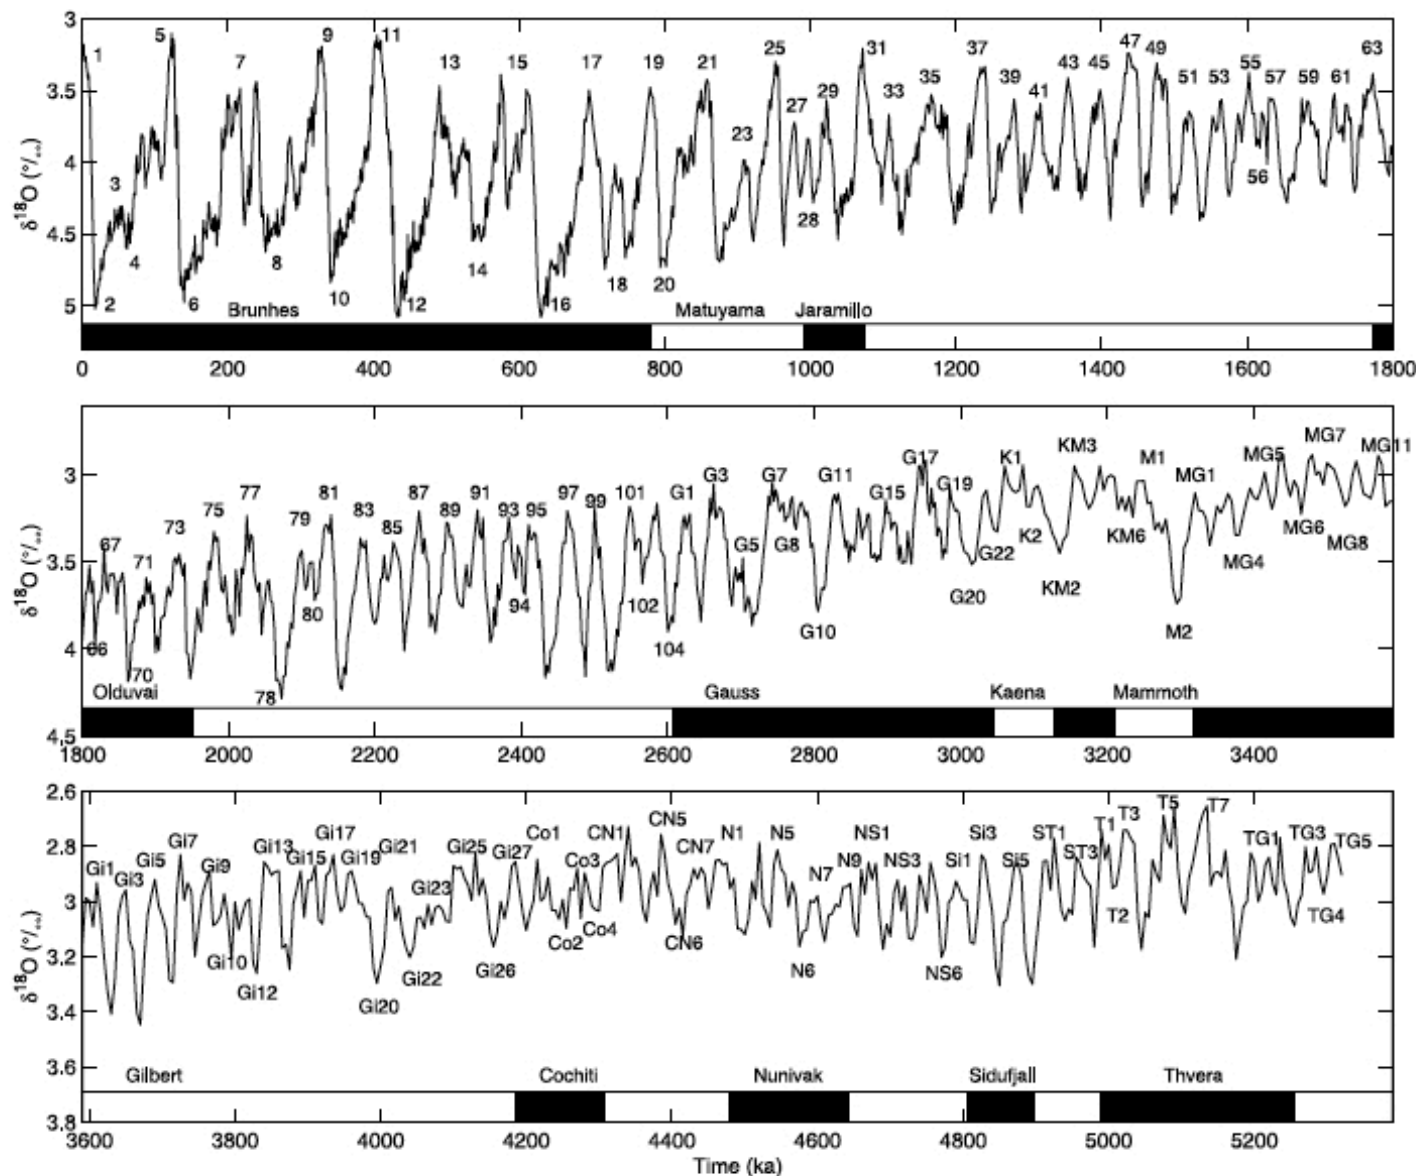 3
3.5
4
4.5
5
δ18O (°/₀₀)
1 5 7 9 11 13 15 17 19 21 23 25 27 29 31 33 35 37 39 41 43 45 47 49 51 53 55 57 59 61 63
3 4 2 6 8 10 12 14 16 18 20 28 56
Brunhes Matuyama Jaramillo
0 200 400 600 800 1000 1200 1400 1600 1800
3
3.5
4
4.5
δ18O (°/₀₀)
67 71 73 75 77 79 81 83 85 87 89 91 93 95 97 99 101 G1 G3 G5 G7 G11 G15 G17 G19 K1 KM3 M1 MG1 MG5 MG7 MG11
66 70 78 80 94 102 104 G8 G10 G20 G22 K2 KM2 KM6 M2 MG4 MG6 MG8
Olduvai Gauss Kaena Mammoth
1800 2000 2200 2400 2600 2800 3000 3200 3400
2.6
2.8
3.0
3.2
3.4
3.6
3.8
δ18O (°/₀₀)
Gi1 Gi3 Gi5 Gi7 Gi9 Gi13 Gi15 Gi17 Gi19 Gi21 Gi23 Gi25 Gi27 Co1 Co3 CN1 CN5 CN7 N1 N5 N7 N9 NS1 NS3 Si1 Si3 Si5 ST1 ST3 T1 T3 T5 T7 TG1 TG3 TG5
Gi10 Gi12 Gi20 Gi22 Gi26 Co2 Co4 CN6 N6 NS6 T2 TG4
Gilbert Cochiti Nunivak Sidufjall Thvera
3600 3800 4000 4200 4400 4600 4800 5000 5200
Time (ka)